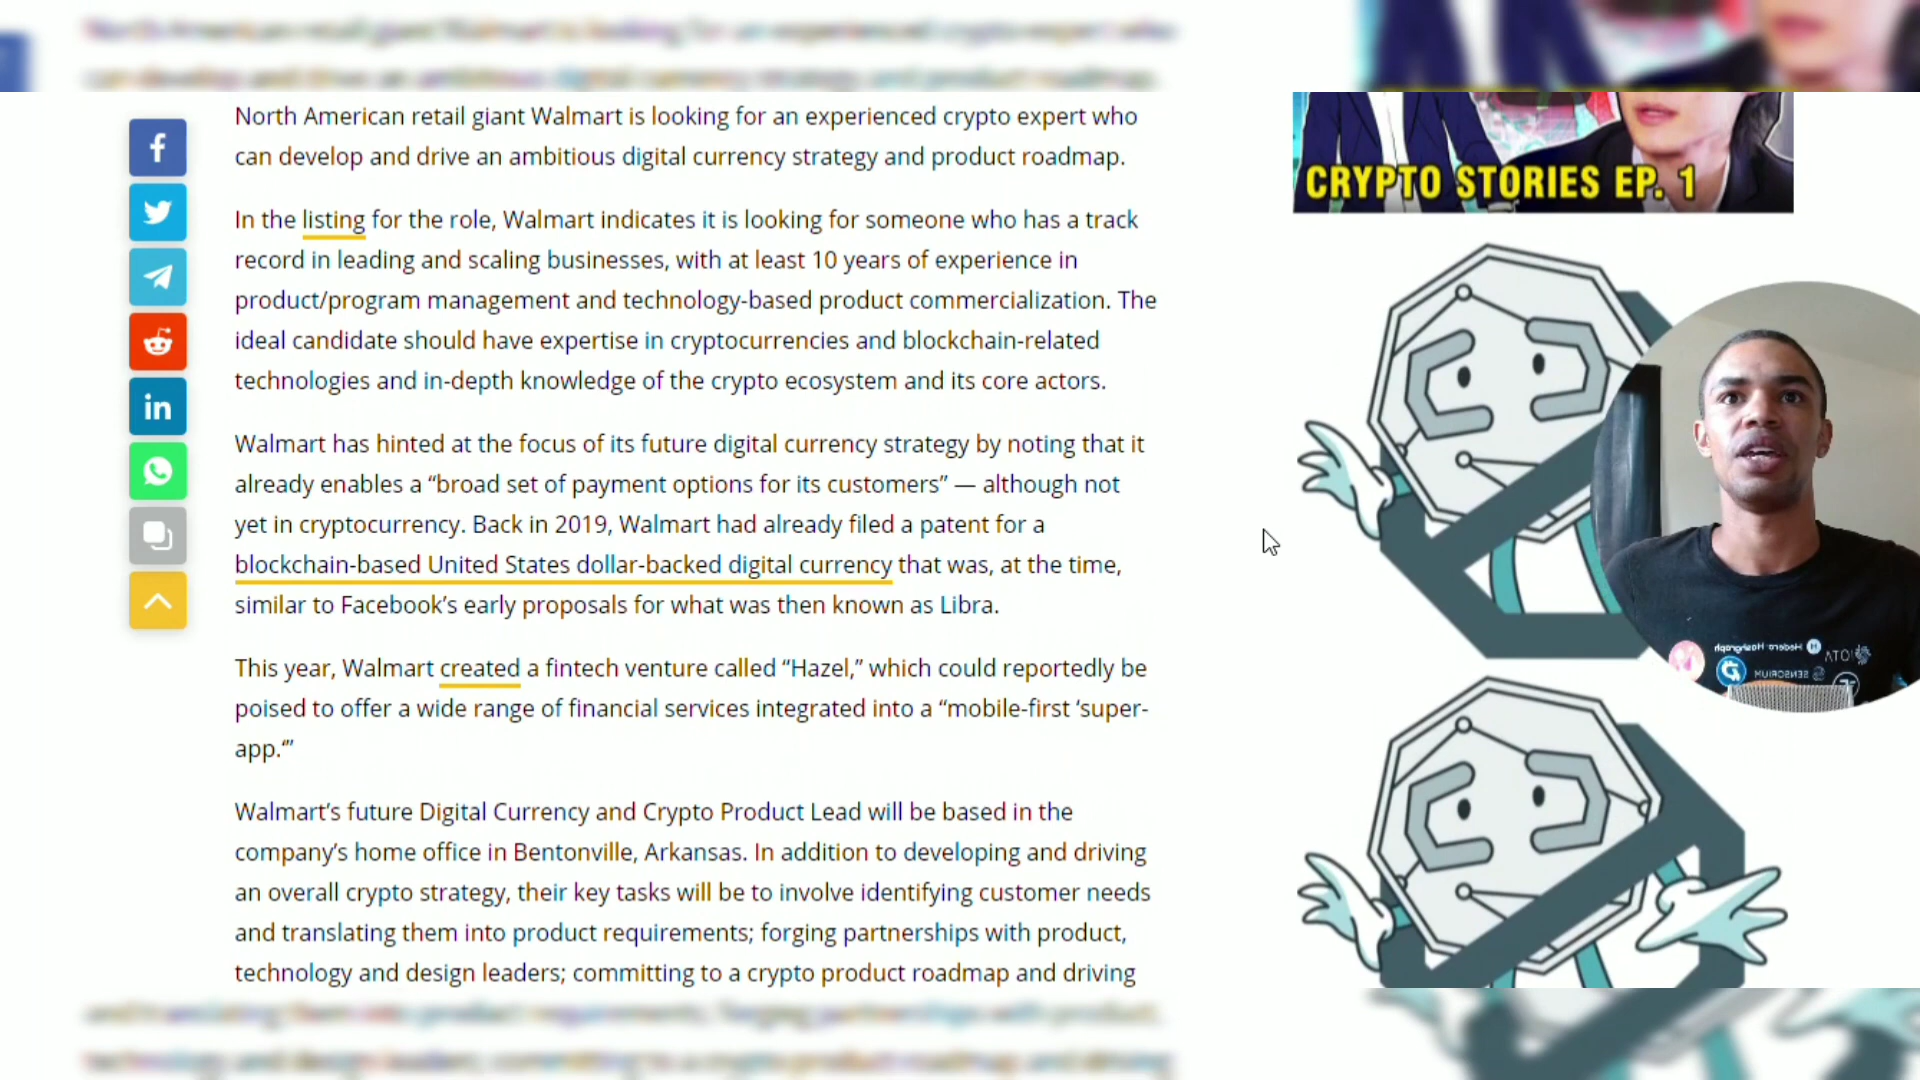 North American retail giant Walmart is looking for an experienced crypto expert who
can develop and drive an ambitious digital currency strategy and product roadmap.
In the listing for the role, Walmart indicates it is looking for someone who has a track
record in leading and scaling businesses, with at least 10 years of experience in
product/program management and technology-based product commercialization. The
ideal candidate should have expertise in cryptocurrencies and blockchain-related
technologies and in-depth knowledge of the crypto ecosystem and its core actors.
Walmart has hinted at the focus of its future digital currency strategy by noting that it
already enables a “broad set of payment options for its customers” — although not
yet in cryptocurrency. Back in 2019, Walmart had already filed a patent for a
blockchain-based United States dollar-backed digital currency that was, at the time,
similar to Facebook’s early proposals for what was then known as Libra.
This year, Walmart created a fintech venture called “Hazel,” which could reportedly be
poised to offer a wide range of financial services integrated into a “mobile-first ‘super-
app.’”
Walmart’s future Digital Currency and Crypto Product Lead will be based in the
company’s home office in Bentonville, Arkansas. In addition to developing and driving
an overall crypto strategy, their key tasks will be to involve identifying customer needs
and translating them into product requirements; forging partnerships with product,
technology and design leaders; committing to a crypto product roadmap and driving
CRYPTO STORIES EP. 1
Hedera Hashgraph
IOTA
SENSORIUM